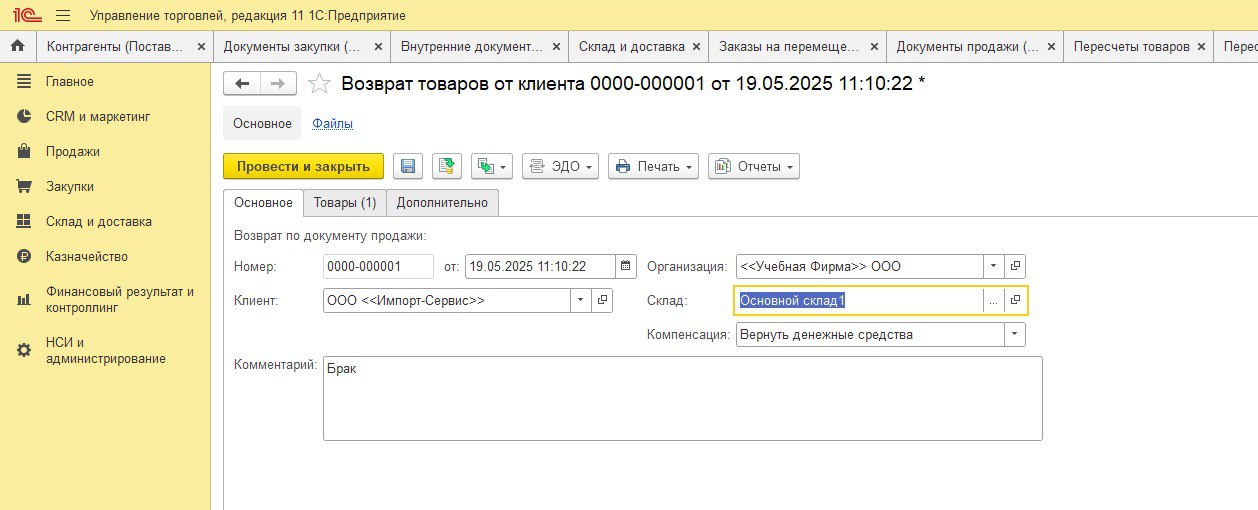 1С Управление торговлей, редакция 11 1С:Предприятие
Контрагенты (Постав... × Документы закупки (... × Внутренние документ... × Склад и доставка × Заказы на перемеще... × Документы продажи (... × Пересчеты товаров × Перес
Главное
CRM и маркетинг
Продажи
Закупки
Склад и доставка
Казначейство
Финансовый результат и
контроллинг
НСИ и
администрирование
Возврат товаров от клиента 0000-000001 от 19.05.2025 11:10:22 *
Основное Файлы
Провести и закрыть ЭДО Печать Отчеты
Основное Товары (1) Дополнительно
Возврат по документу продажи:
Номер: 0000-000001 от: 19.05.2025 11:10:22 Организация: <<Учебная Фирма>> ООО
Клиент: ООО <<Импорт-Сервис>> Склад: Основной склад1 ...
Компенсация: Вернуть денежные средства
Комментарий: Брак